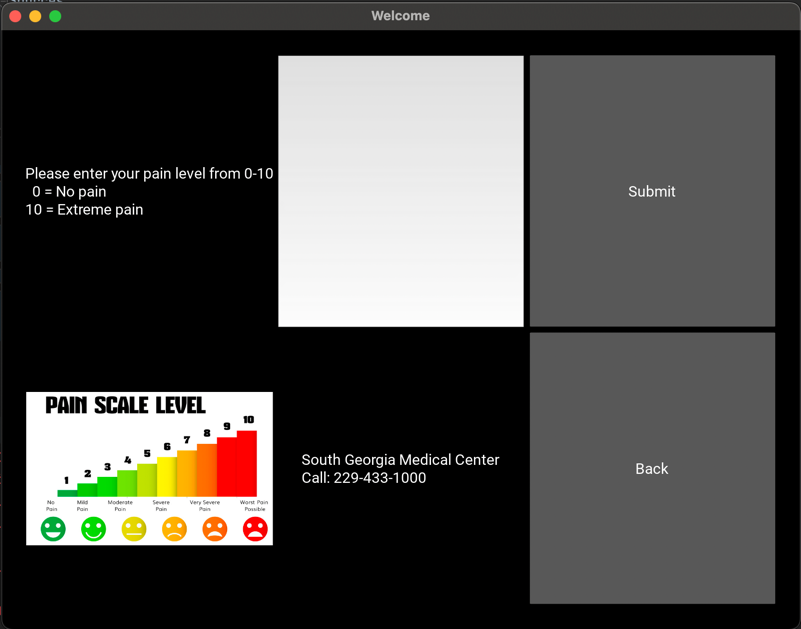 Welcome
Please enter your pain level from 0-10
0 = No pain
10 = Extreme pain
Submit
PAIN SCALE LEVEL
1 2 3 4 5 6 7 8 9 10
No Pain
Mild Pain
Moderate Pain
Severe Pain
Very Severe Pain
Worst Pain Possible
South Georgia Medical Center
Call: 229-433-1000
Back